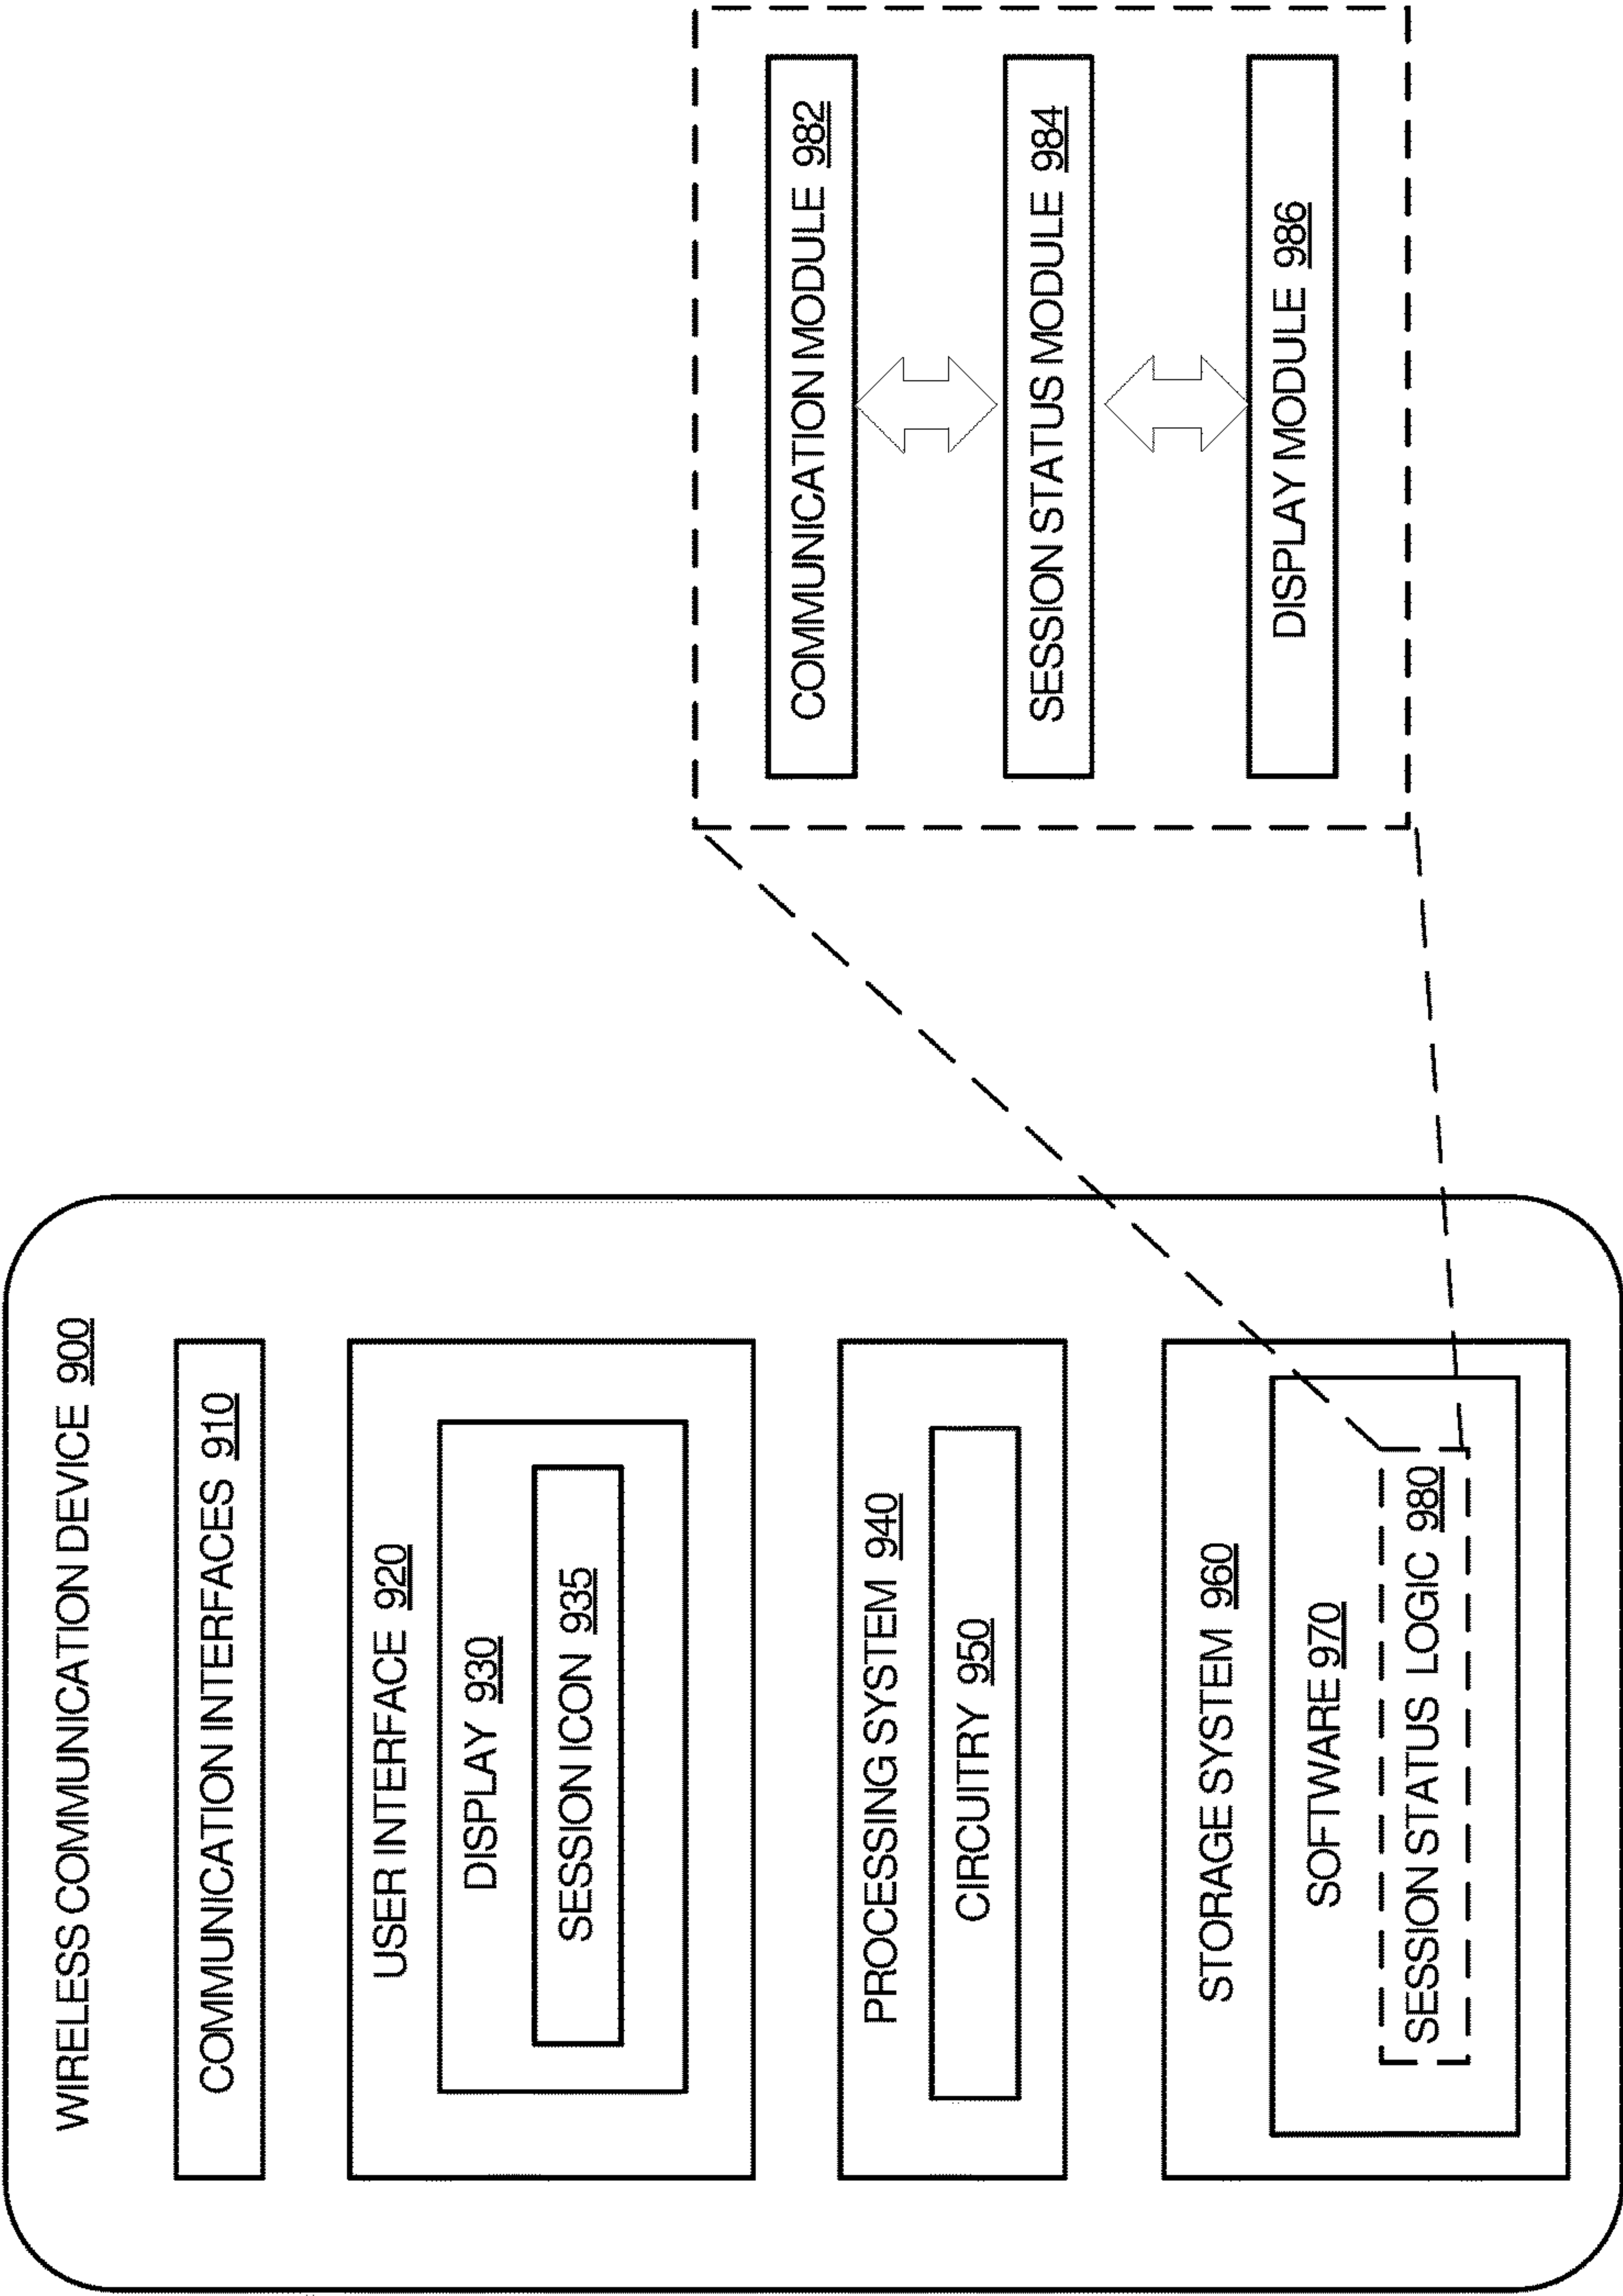 WIRELESS COMMUNICATION DEVICE 900
COMMUNICATION INTERFACES 910
USER INTERFACE 920
DISPLAY 930
SESSION ICON 935
PROCESSING SYSTEM 940
CIRCUITRY 950
STORAGE SYSTEM 960
SOFTWARE 970
SESSION STATUS LOGIC 980
COMMUNICATION MODULE 982
SESSION STATUS MODULE 984
DISPLAY MODULE 986